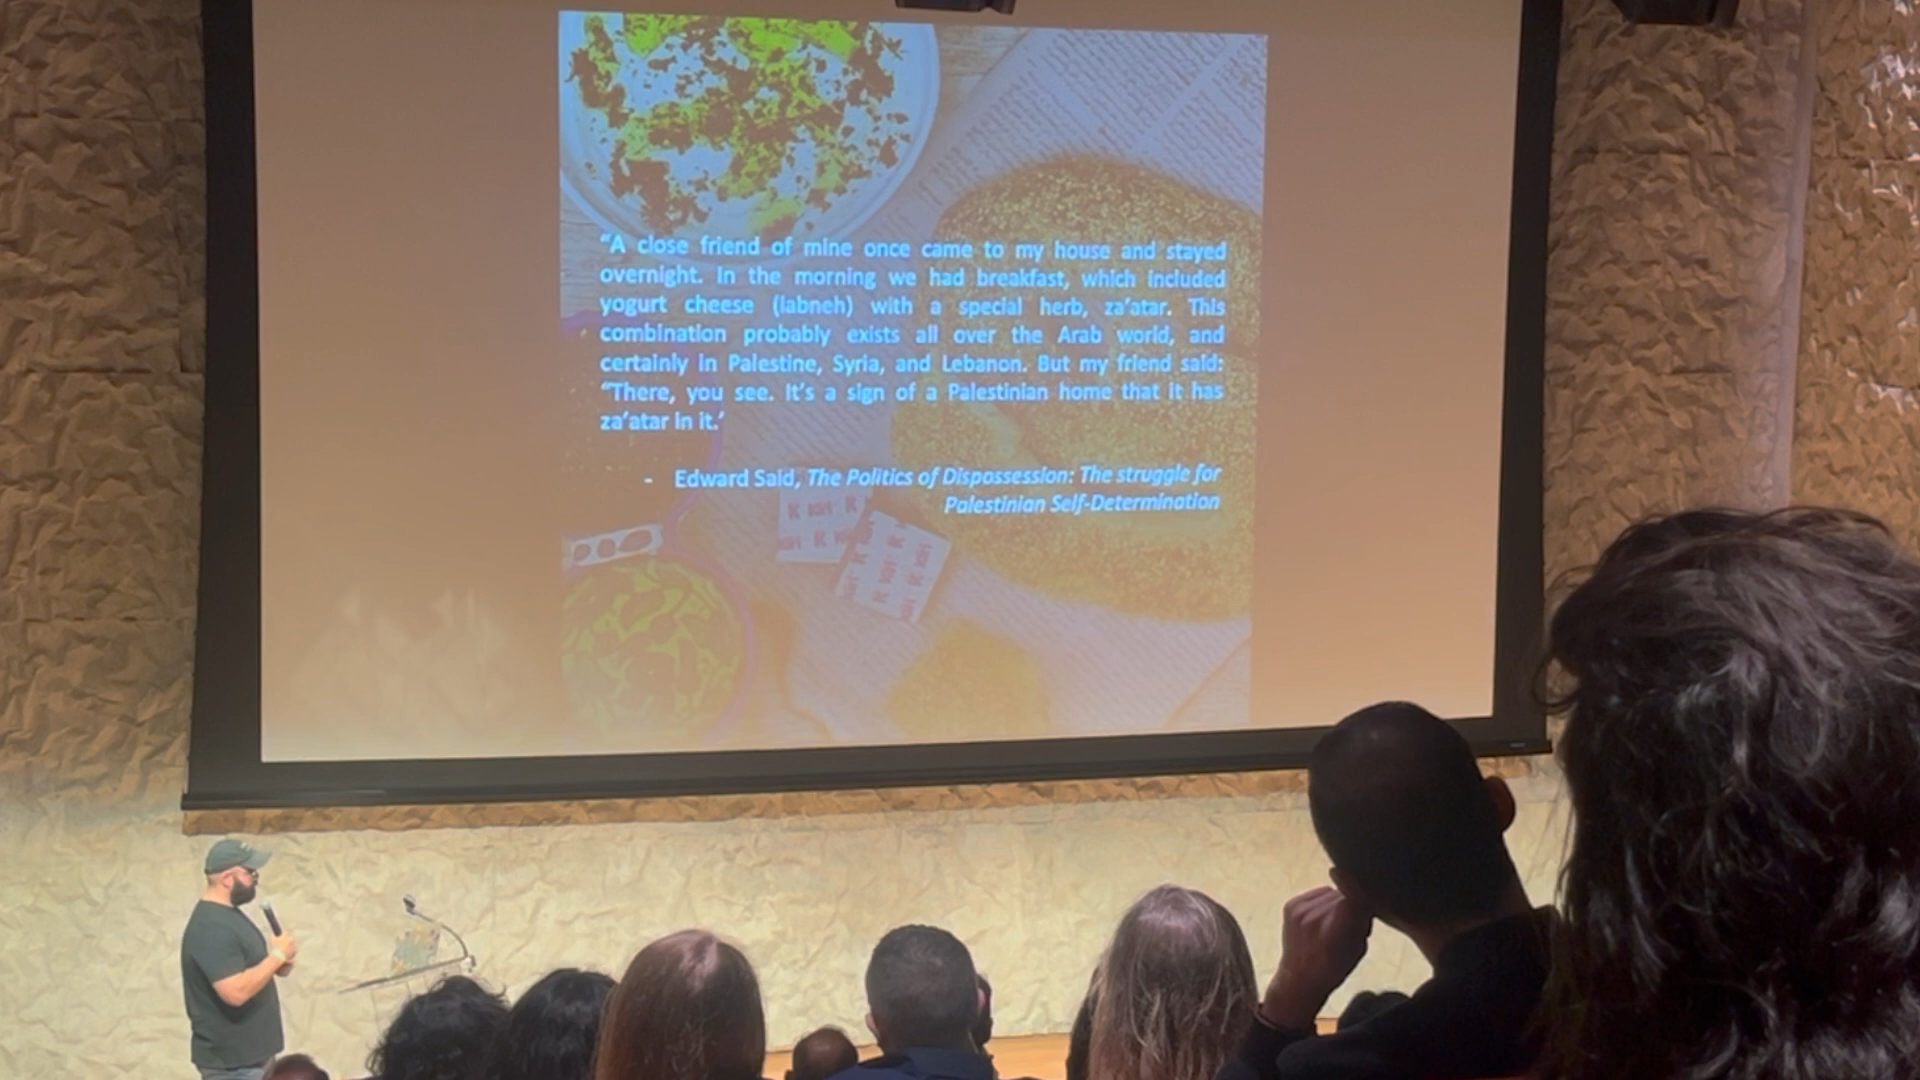 “A close friend of mine once came to my house and stayed
overnight. In the morning we had breakfast, which included
yogurt cheese (labneh) with a special herb, za’atar. This
combination probably exists all over the Arab world, and
certainly in Palestine, Syria, and Lebanon. But my friend said:
“There, you see. It’s a sign of a Palestinian home that it has
za’atar in it.’
- Edward Said, The Politics of Dispossession: The struggle for
Palestinian Self-Determination